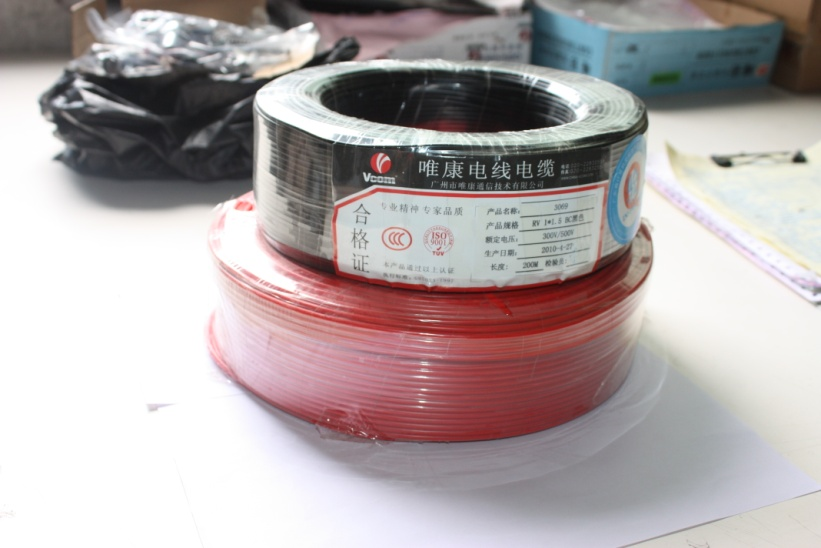 唯康电线电缆
Vcom
广州市唯康通信技术有限公司
合格证
专业精神 专家品质
CCC
ISO
9001
TUV
本产品通过以上认证
产品名称: 3069
产品规格 RV 1*1.5 BC黑色
额定电压: 300V/500V
生产日期: 2010-4-27
长度: 200M 检验员: